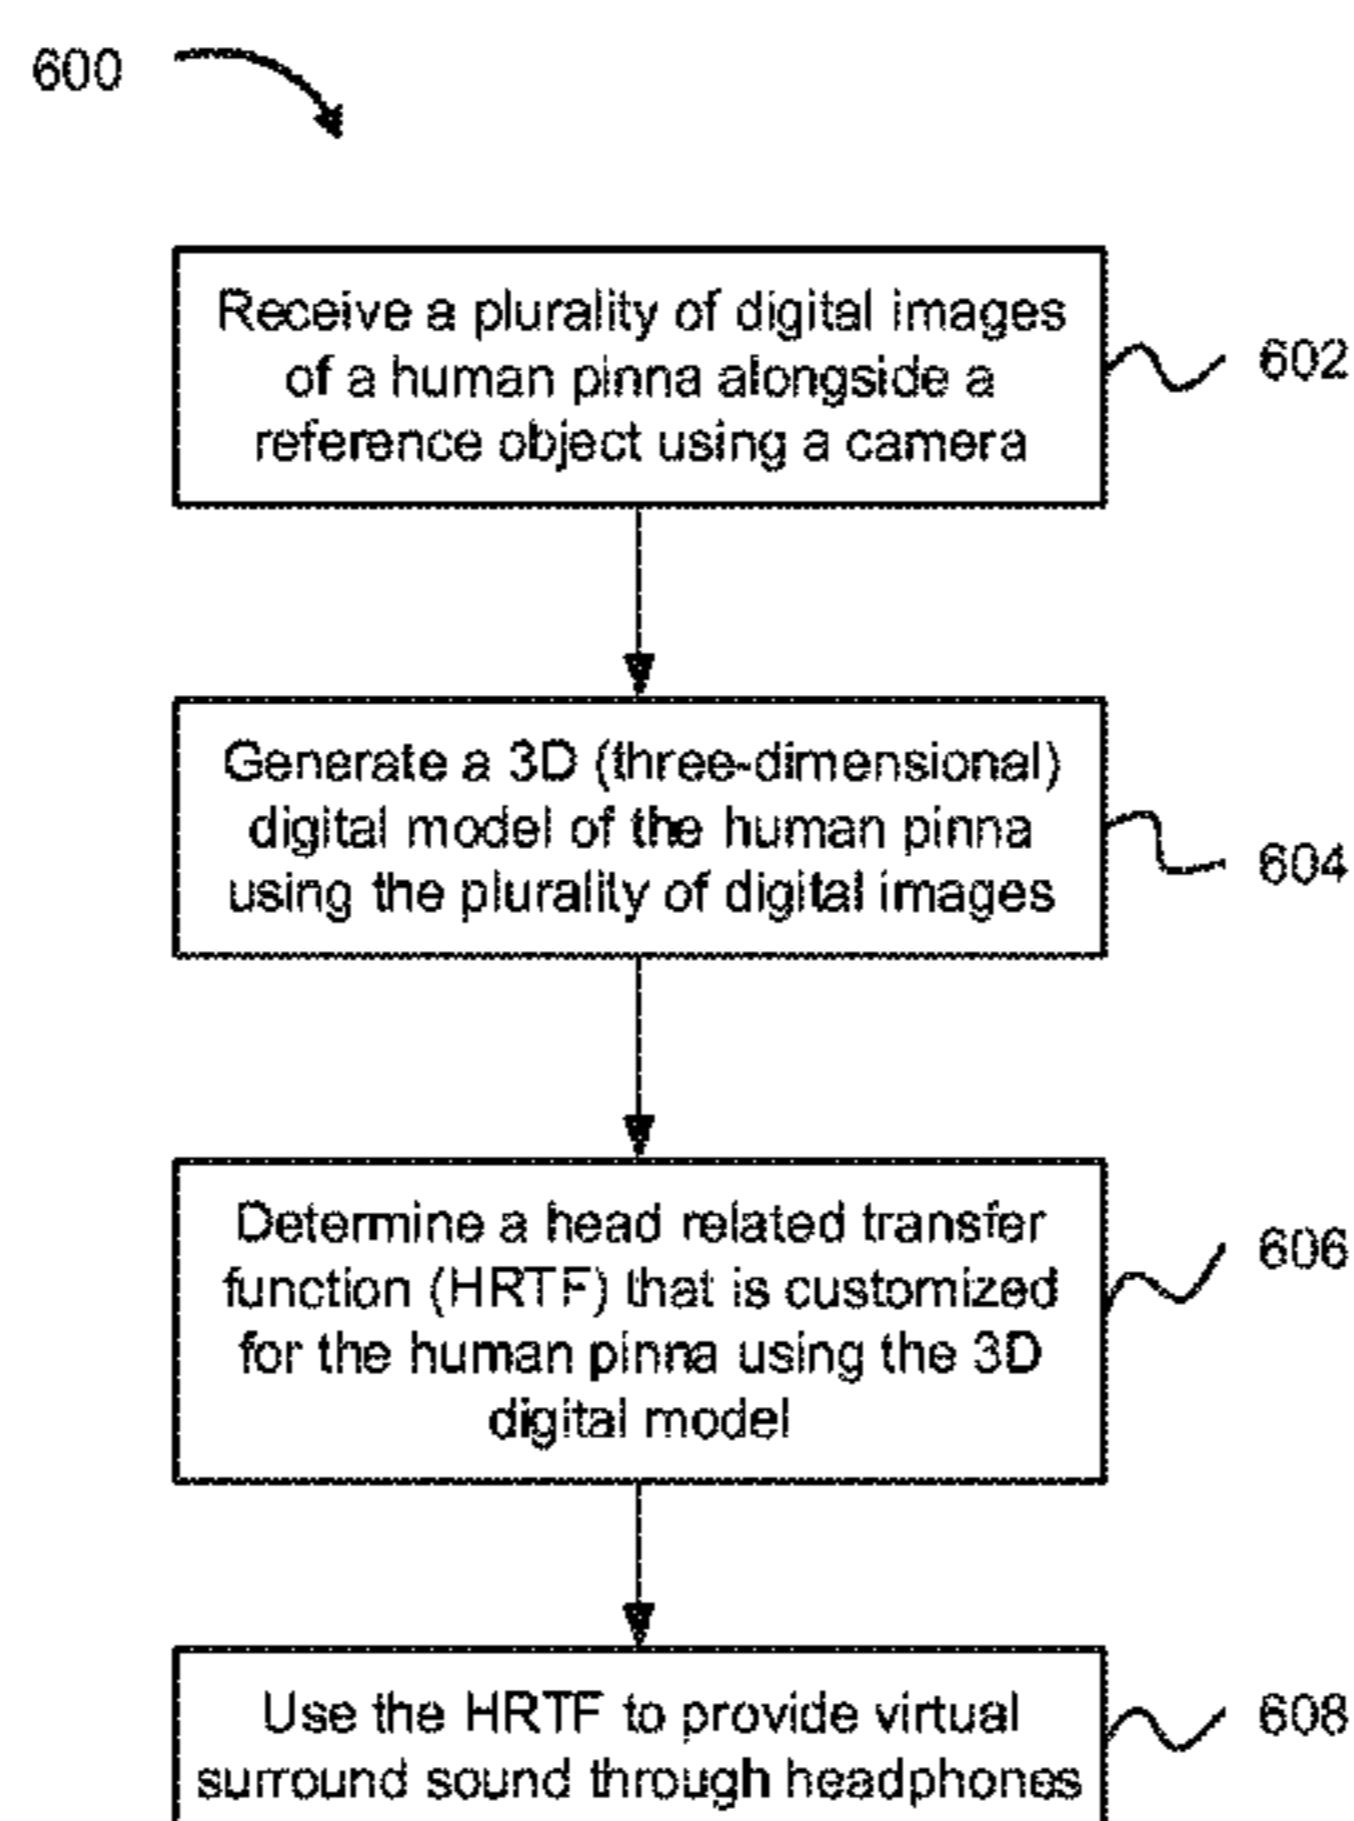 600
Receive a plurality of digital images
of a human pinna alongside a
reference object using a camera
602
Generate a 3D (three-dimensional)
digital model of the human pinna
using the plurality of digital images
604
Determine a head related transfer
function (HRTF) that is customized
for the human pinna using the 3D
digital model
606
Use the HRTF to provide virtual
surround sound through headphones
608